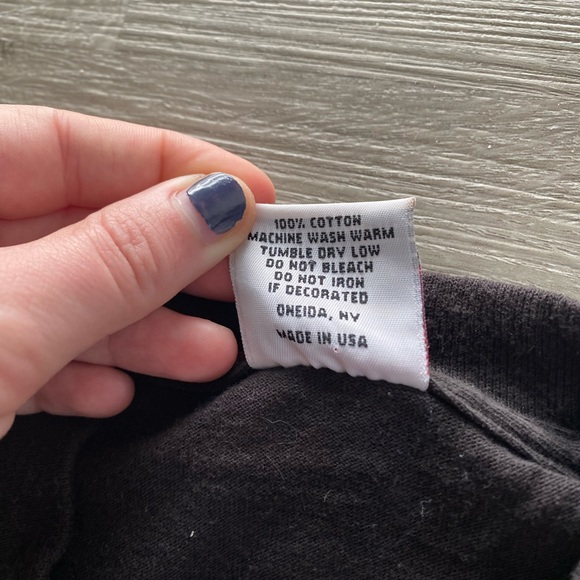 100% COTTON
MACHINE WASH WARM
TUMBLE DRY LOW
DO NOT BLEACH
DO NOT IRON
IF DECORATED
ONEIDA, NY
MADE IN USA